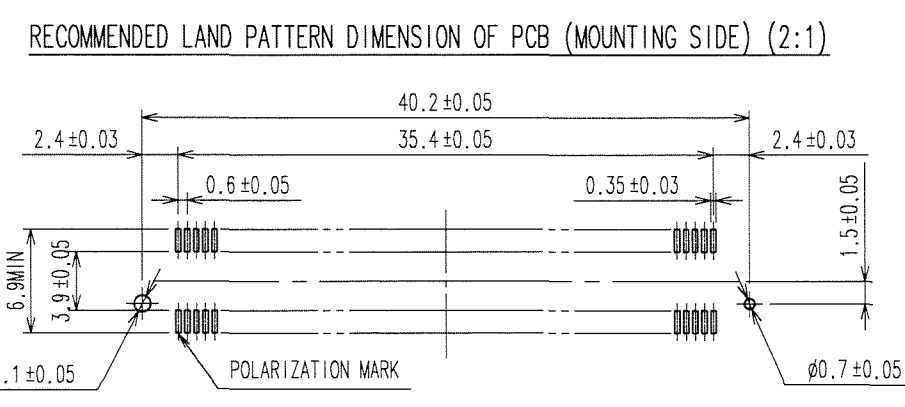 RECOMMENDED LAND PATTERN DIMENSION OF PCB (MOUNTING SIDE) (2:1)
40.2±0.05
2.4±0.03
35.4±0.05
2.4±0.03
0.6±0.05
0.35±0.03
1.5±0.05
6.9MIN
3.9±0.05
.1±0.05
POLARIZATION MARK
ø0.7±0.05